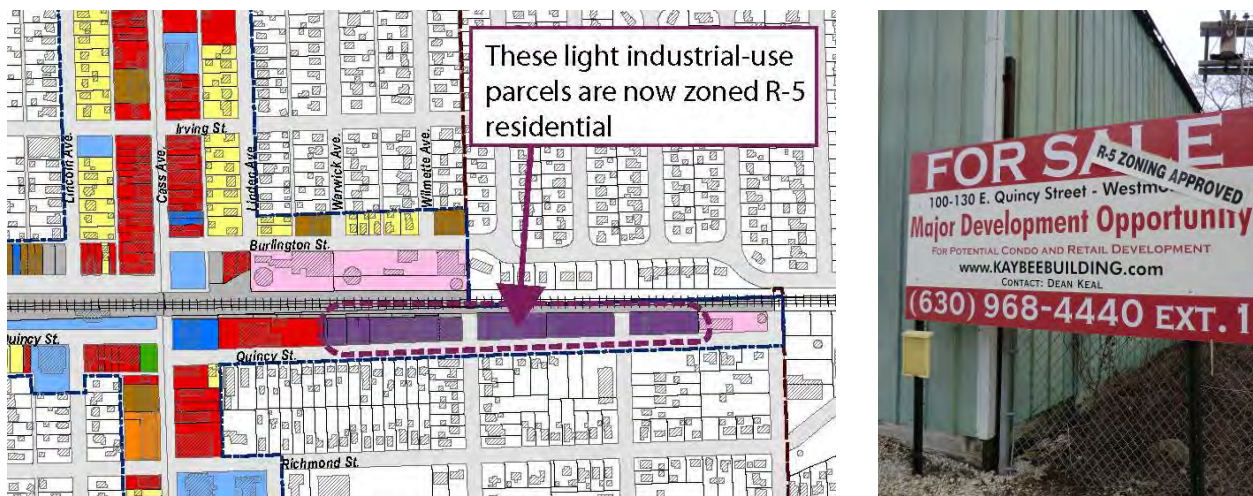 These light industrial-use
parcels are now zoned R-5
residential
Irving St.
Lincoln Ave.
Cass Ave.
Linden Ave.
Warwick Ave.
Wilmette Ave.
Burlington St.
Quincy St.
Quincy St.
Richmond St.
FOR SALE
R-5 ZONING APPROVED
100-130 E. Quincy Street - Westmo
Major Development Opportunity
FOR POTENTIAL CONDO AND RETAIL DEVELOPMENT
www.KAYBEEBUILDING.com
CONTACT: DEAN KEAL
(630) 968-4440 EXT. 1